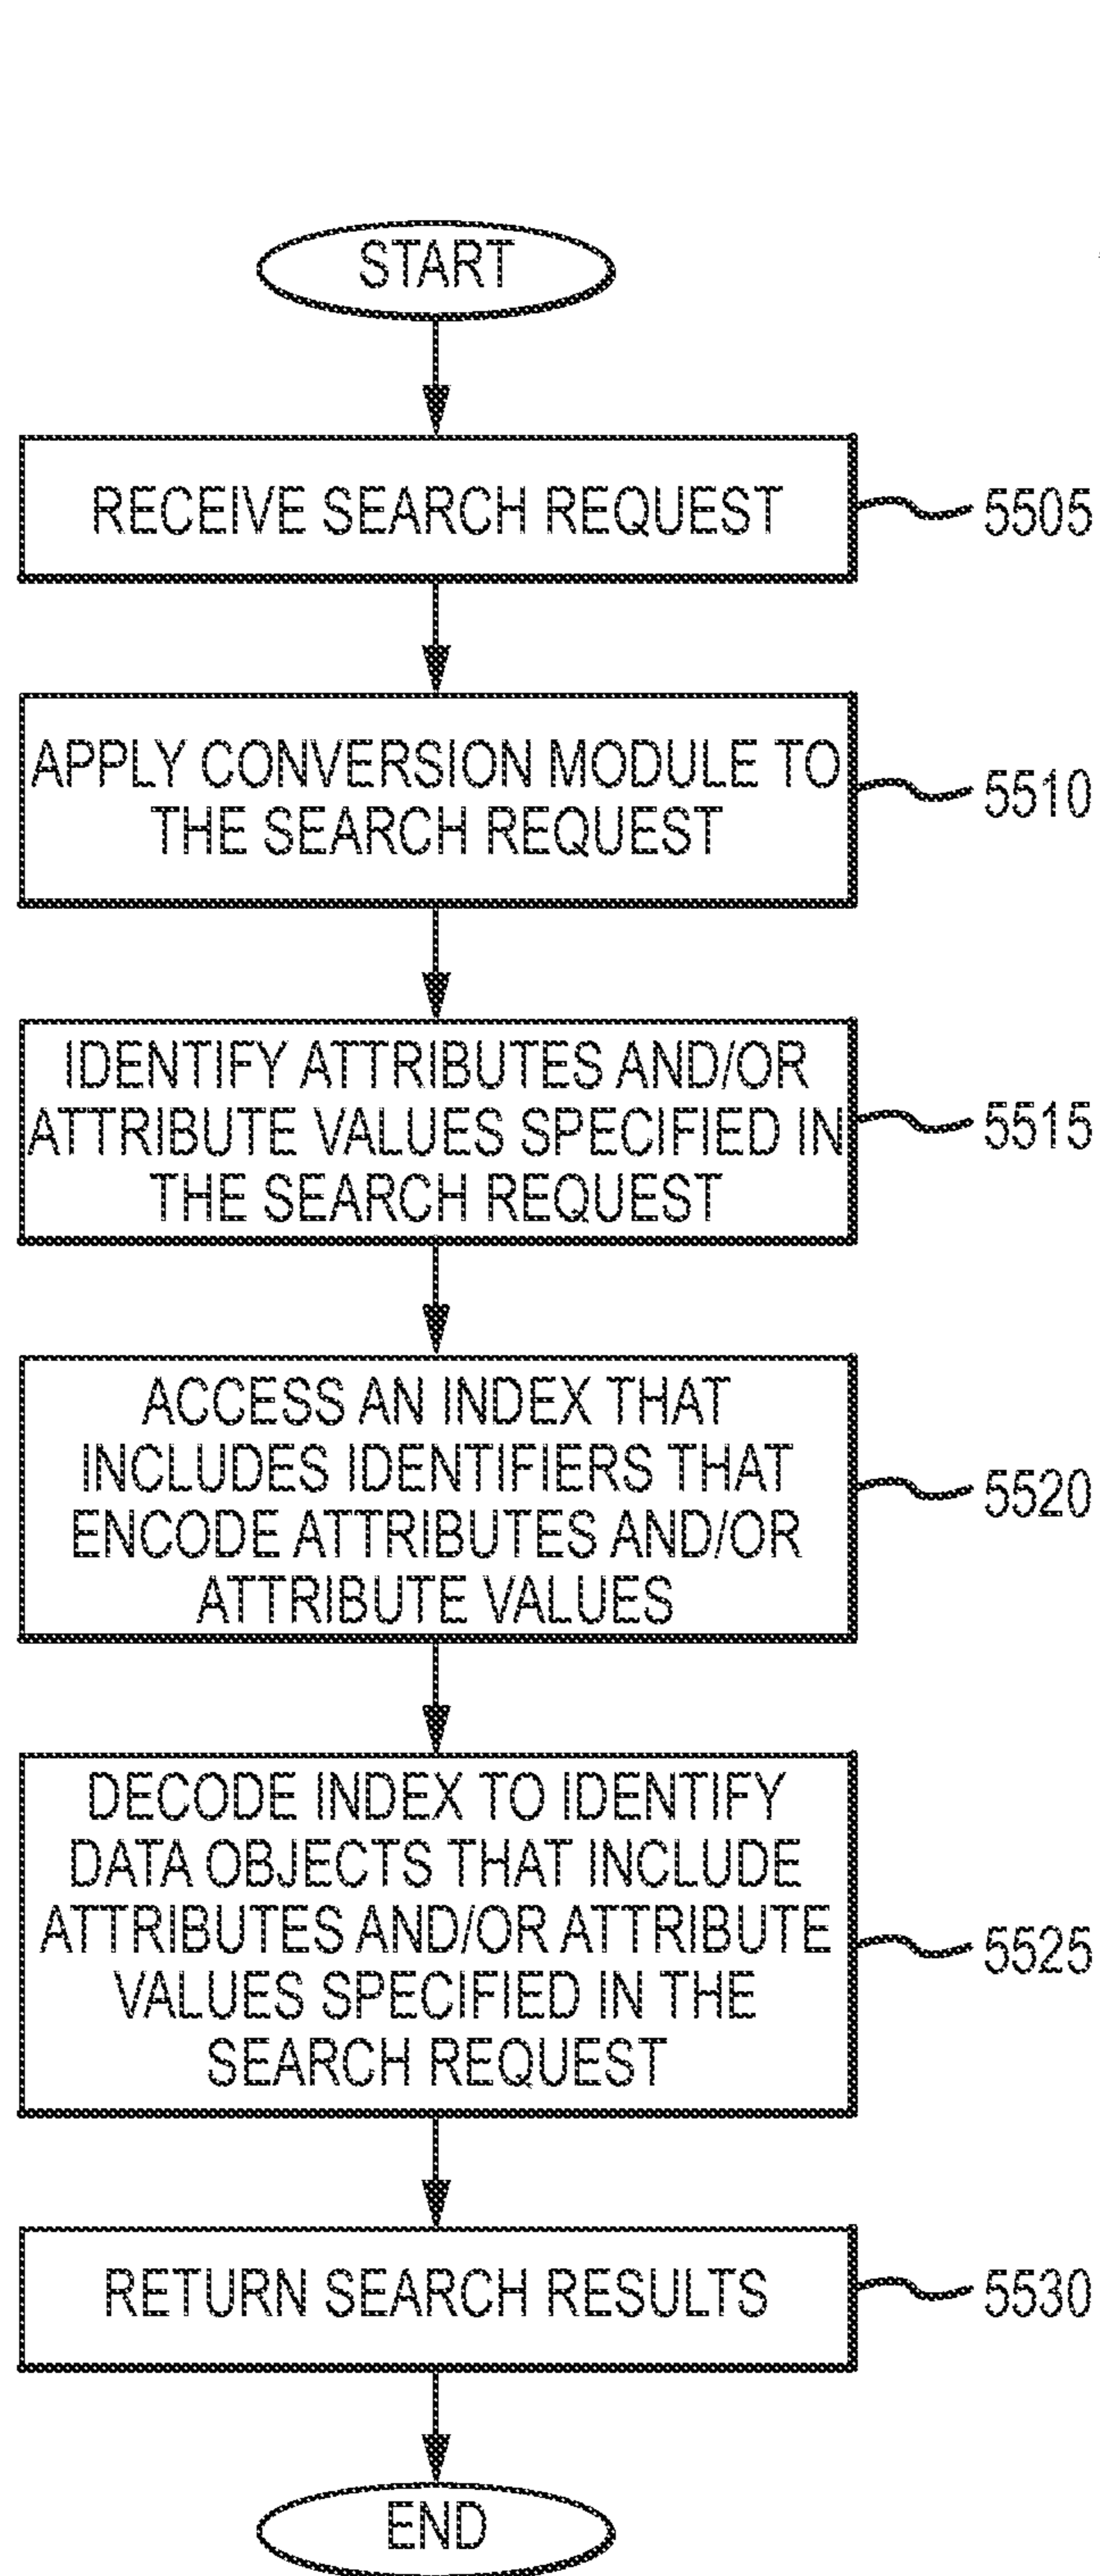 START
RECEIVE SEARCH REQUEST
5505
APPLY CONVERSION MODULE TO
THE SEARCH REQUEST
5510
IDENTIFY ATTRIBUTES AND/OR
ATTRIBUTE VALUES SPECIFIED IN
THE SEARCH REQUEST
5515
ACCESS AN INDEX THAT
INCLUDES IDENTIFIERS THAT
ENCODE ATTRIBUTES AND/OR
ATTRIBUTE VALUES
5520
DECODE INDEX TO IDENTIFY
DATA OBJECTS THAT INCLUDE
ATTRIBUTES AND/OR ATTRIBUTE
VALUES SPECIFIED IN THE
SEARCH REQUEST
5525
RETURN SEARCH RESULTS
5530
END